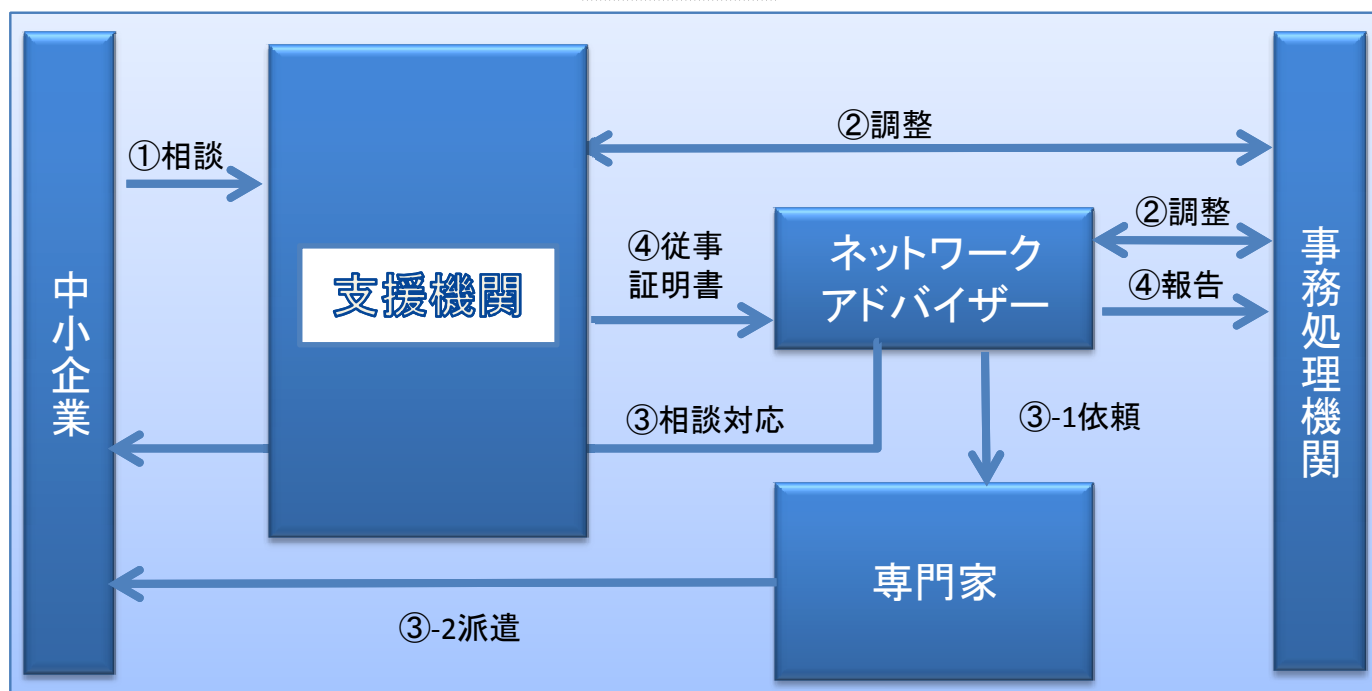 ②調整
①相談
②調整
④従事
証明書
ネットワーク
アドバイザー
④報告
支援機関
中小企業
事務処理機関
③相談対応
③-1依頼
専門家
③-2派遣